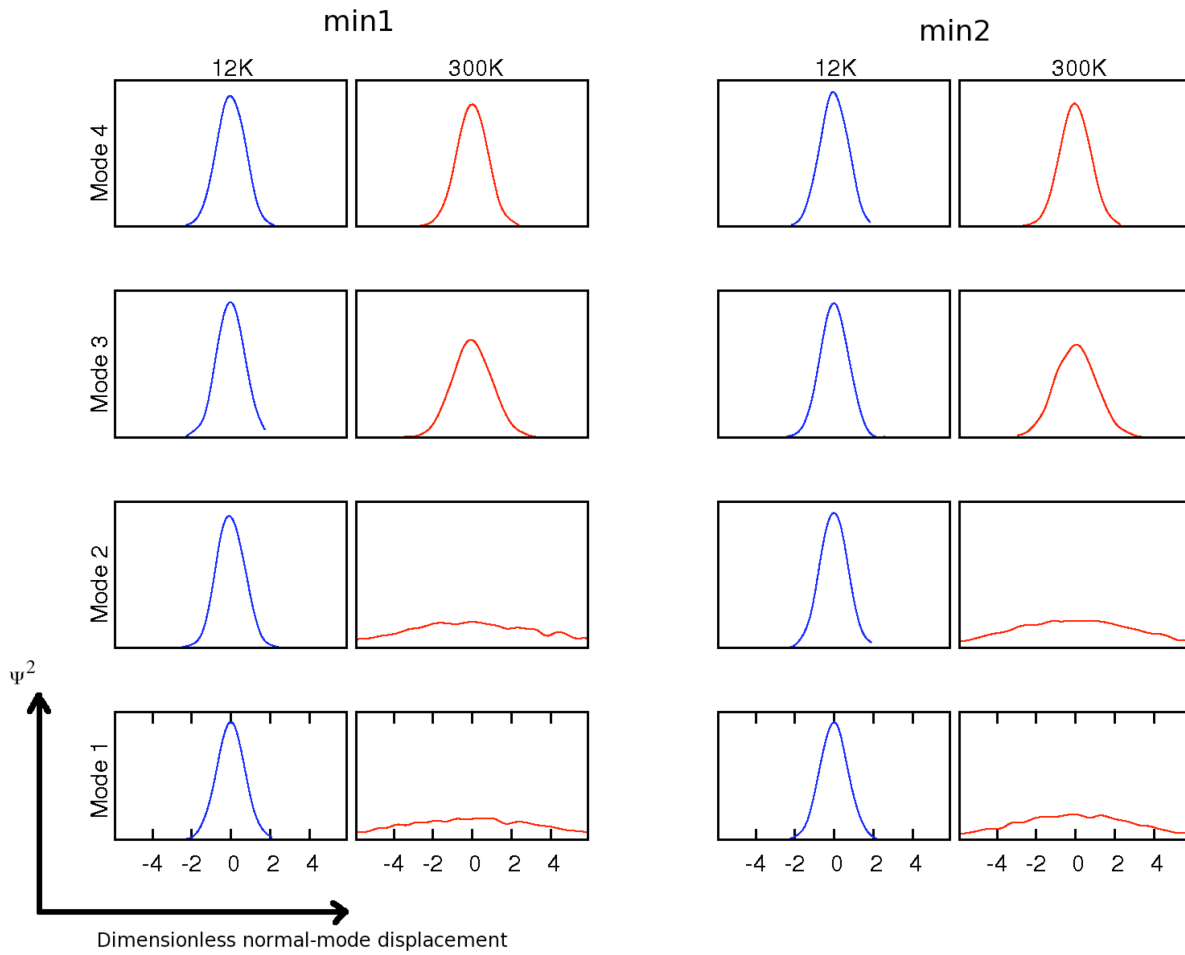 min1
min2
12K 300K 12K 300K
Mode 4
Mode 3
Mode 2
Mode 1
Ψ²
-4 -2 0 2 4 -4 -2 0 2 4 -4 -2 0 2 4 -4 -2 0 2 4
Dimensionless normal-mode displacement